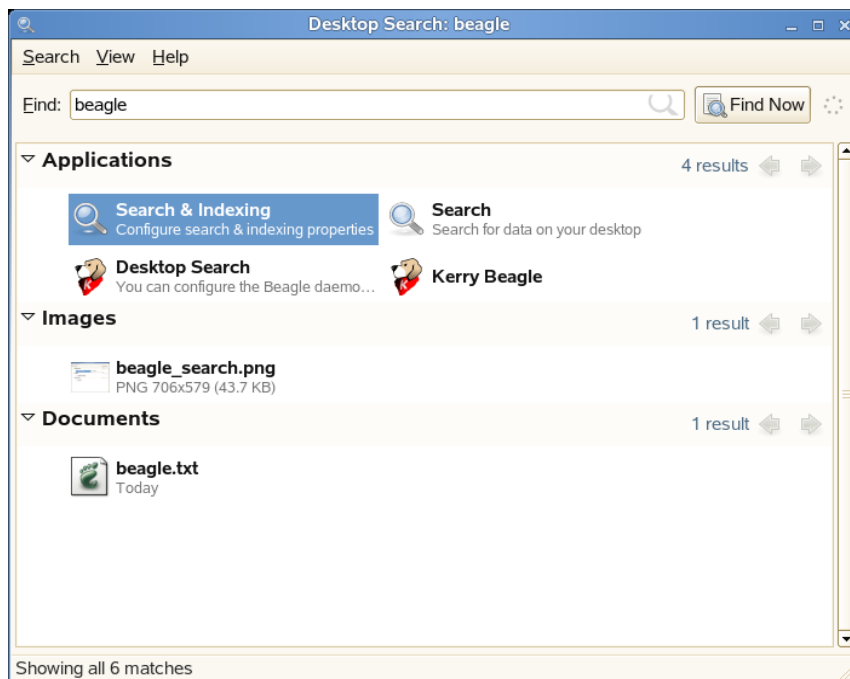 Desktop Search: beagle
Search View Help
Find: beagle Find Now
Applications 4 results
Search & Indexing
Configure search & indexing properties
Search
Search for data on your desktop
Desktop Search
You can configure the Beagle daemo...
Kerry Beagle
Images 1 result
beagle_search.png
PNG 706x579 (43.7 KB)
Documents 1 result
beagle.txt
Today
Showing all 6 matches